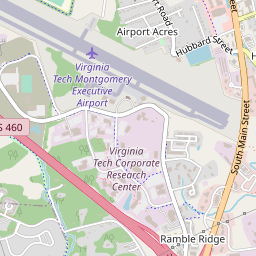 Airport Acres
Road
Hubbard Street
Virginia
Tech Montgomery
Executive
Airport
South Main Street
S 460
Virginia
Tech Corporate
Research
Center
Ramble Ridge